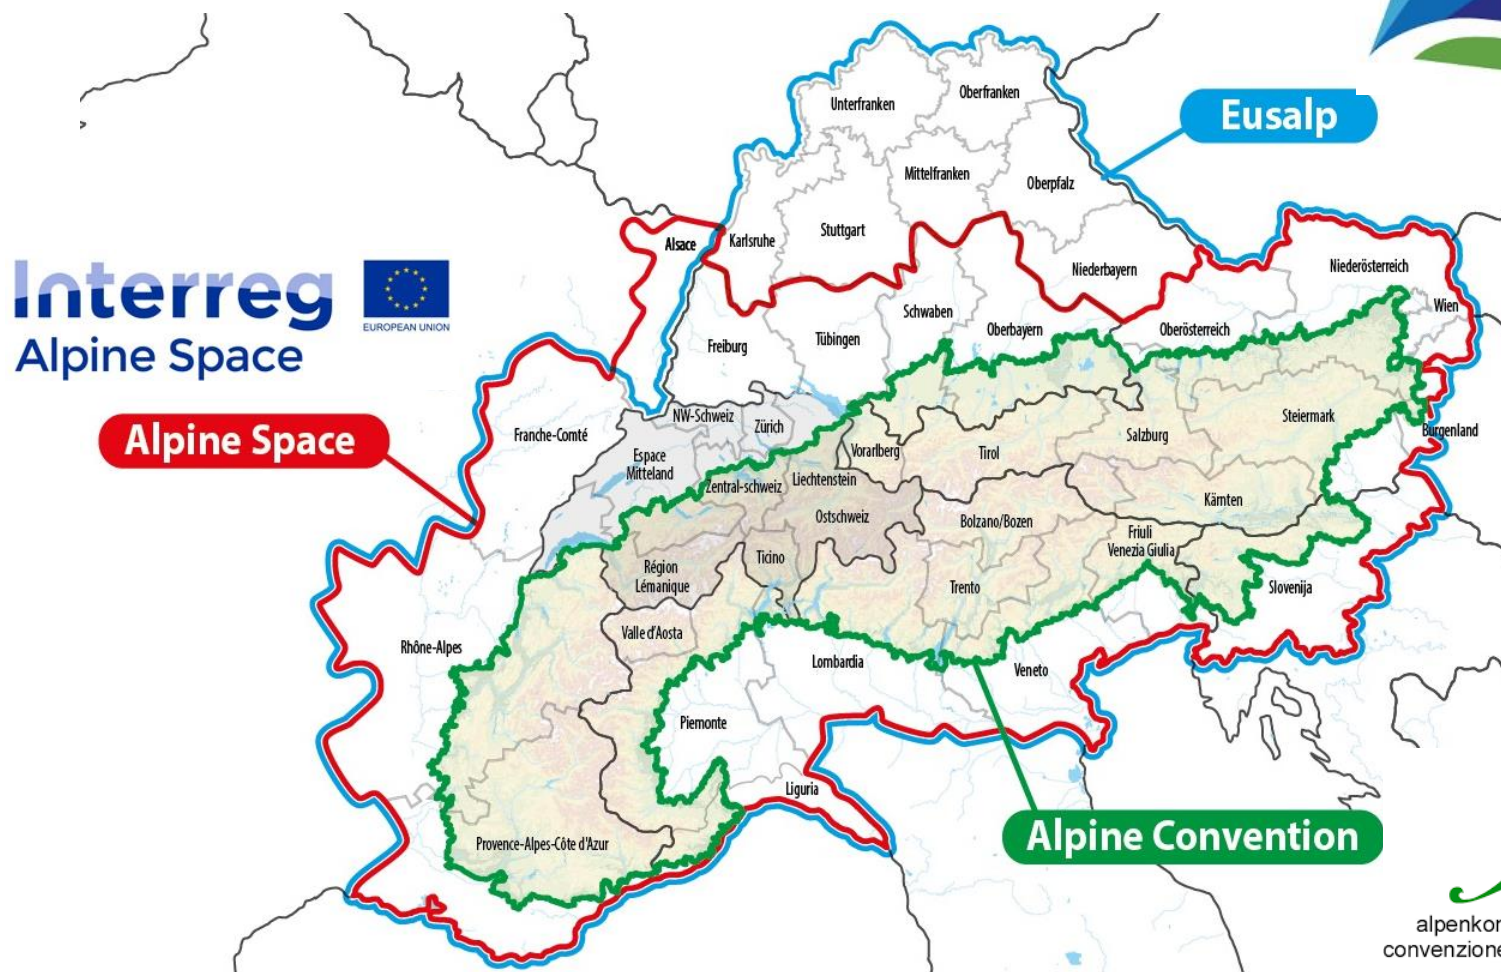 Unterfranken
Oberfranken
Eusalp
Mittelfranken
Oberpfalz
Karlsruhe
Stuttgart
Alsace
Niederbayern
Niederösterreich
Interreg
EUROPEAN UNION
Alpine Space
Wien
Schwaben
Oberbayern
Oberösterreich
Freiburg
Tübingen
Alpine Space
NW-Schweiz
Zürich
Franche-Comté
Espace
Mitteland
Vorarlberg
Tirol
Salzburg
Steiermark
Burgenland
Zentral-schweiz
Liechtenstein
Ostschweiz
Bolzano/Bozen
Kärnten
Friuli
Venezia Giulia
Région
Lémanique
Ticino
Trento
Slovenija
Rhône-Alpes
Valle d'Aosta
Lombardia
Veneto
Piemonte
Liguria
Provence-Alpes-Côte d'Azur
Alpine Convention
alpenkon
convenzione